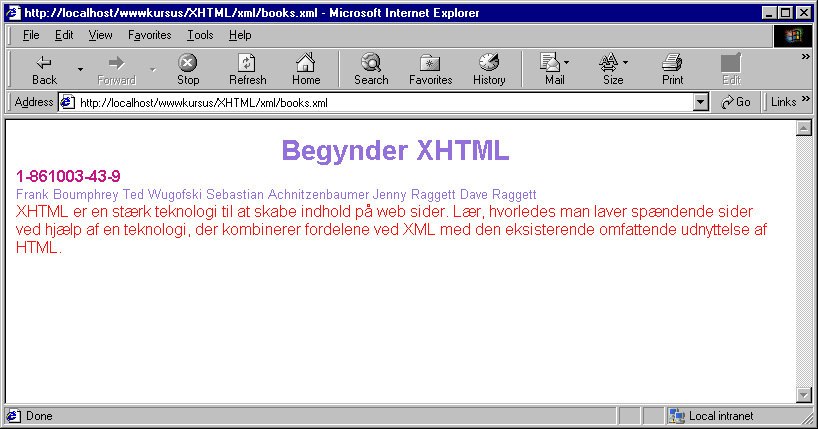 http://localhost/wwwkursus/XHTML/xml/books.xml - Microsoft Internet Explorer
File Edit View Favorites Tools Help
Back Forward Stop Refresh Home Search Favorites History Mail Size Print Edit »
Address http://localhost/wwwkursus/XHTML/xml/books.xml Go Links »
Begynder XHTML
1-861003-43-9
Frank Boumphrey Ted Wugofski Sebastian Achnitzenbaumer Jenny Raggett Dave Raggett
XHTML er en stærk teknologi til at skabe indhold på web sider. Lær, hvorledes man laver spændende sider
ved hjælp af en teknologi, der kombinerer fordelene ved XML med den eksisterende omfattende udnyttelse af
HTML.
Done Local intranet